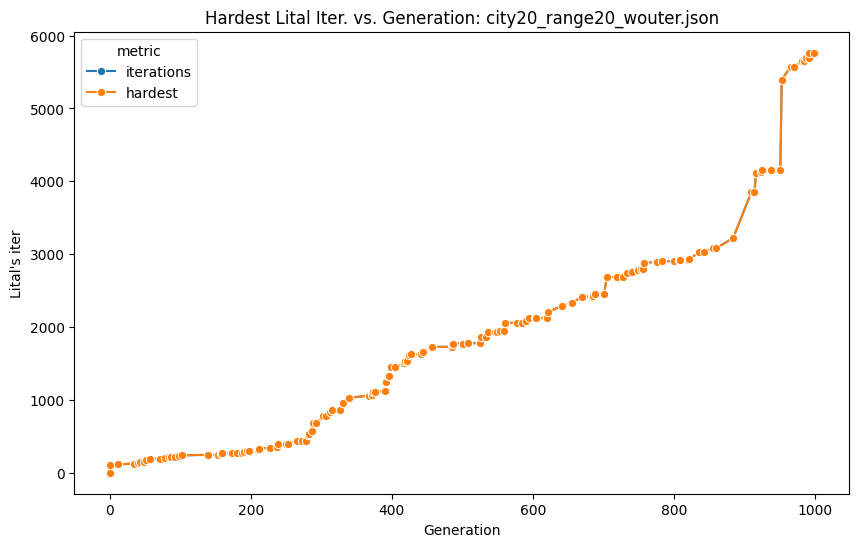 Hardest Lital Iter. vs. Generation: city20_range20_wouter.json
metric
iterations
hardest
6000
5000
4000
3000
2000
1000
0
Lital's iter
0 200 400 600 800 1000
Generation